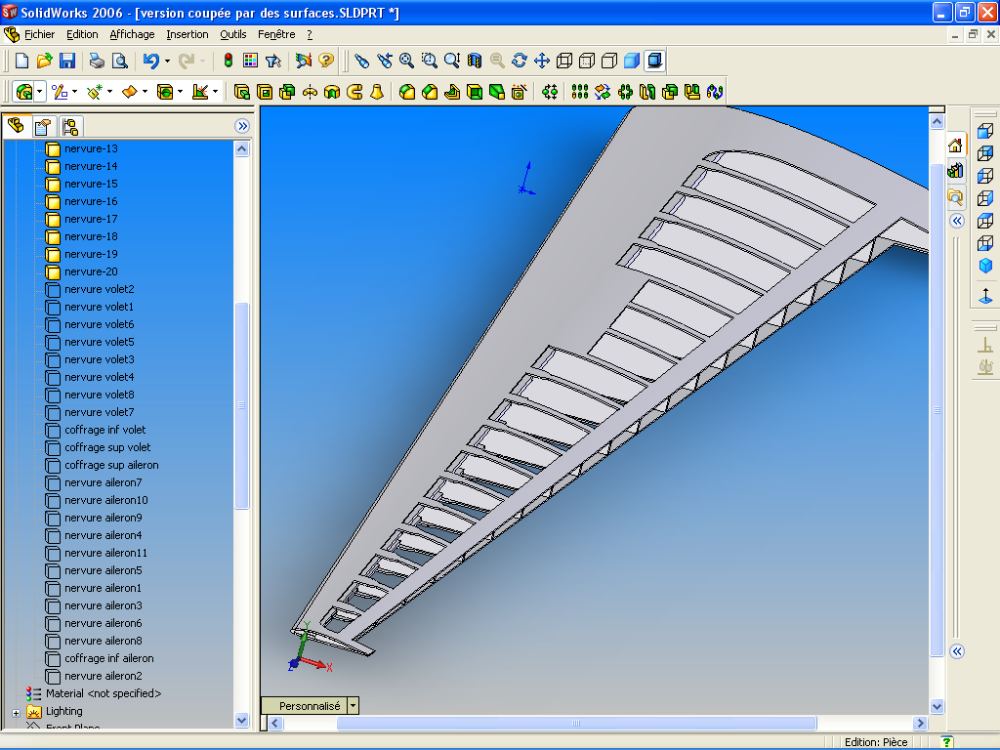 SolidWorks 2006 - [version coupée par des surfaces.SLDPRT *]
Fichier Edition Affichage Insertion Outils Fenêtre ?
nervure-13
nervure-14
nervure-15
nervure-16
nervure-17
nervure-18
nervure-19
nervure-20
nervure volet2
nervure volet1
nervure volet6
nervure volet5
nervure volet3
nervure volet4
nervure volet8
nervure volet7
coffrage inf volet
coffrage sup volet
coffrage sup aileron
nervure aileron7
nervure aileron10
nervure aileron9
nervure aileron4
nervure aileron11
nervure aileron5
nervure aileron1
nervure aileron3
nervure aileron6
nervure aileron8
coffrage inf aileron
nervure aileron2
Material <not specified>
Lighting
Front Plane
Y
X
Z
Personnalisé
Edition: Pièce